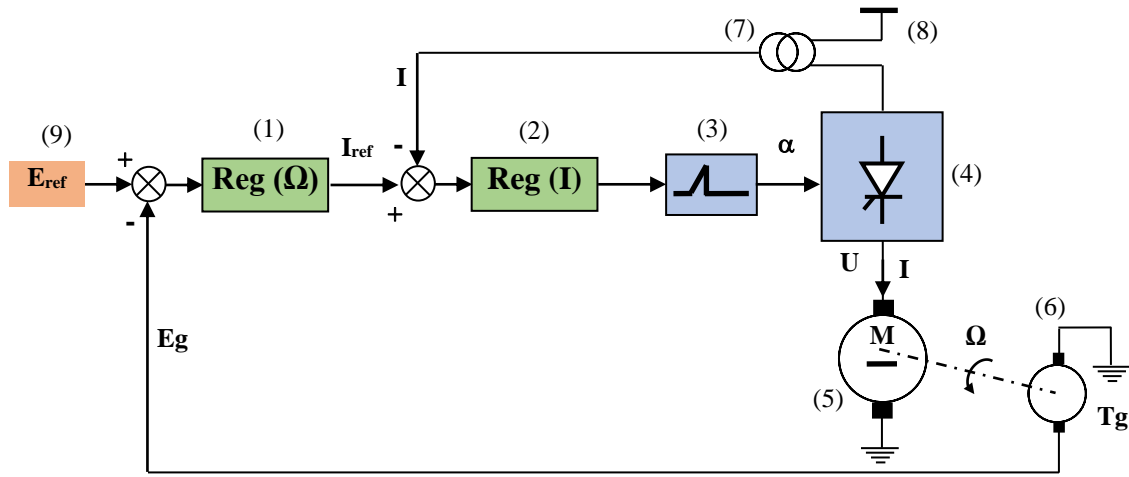 (7)
(8)
I
(9)
(1)
(2)
(3)
Iref
-
α
+
Eref
Reg (Ω)
Reg (I)
(4)
-
+
U
I
(6)
Eg
M
Ω
(5)
Tg